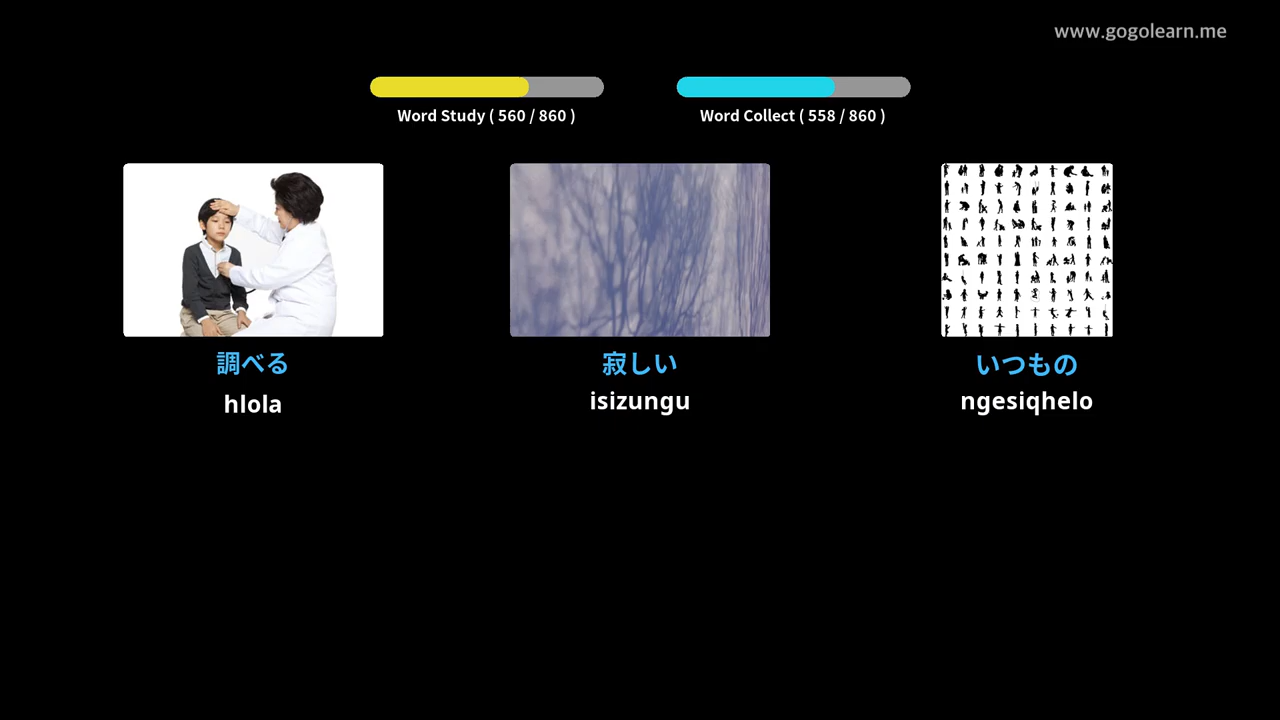 www.gogolearn.me
Word Study ( 560 / 860 )
Word Collect ( 558 / 860 )
調べる
hlola
寂しい
isizungu
いつもの
ngesiqhelo